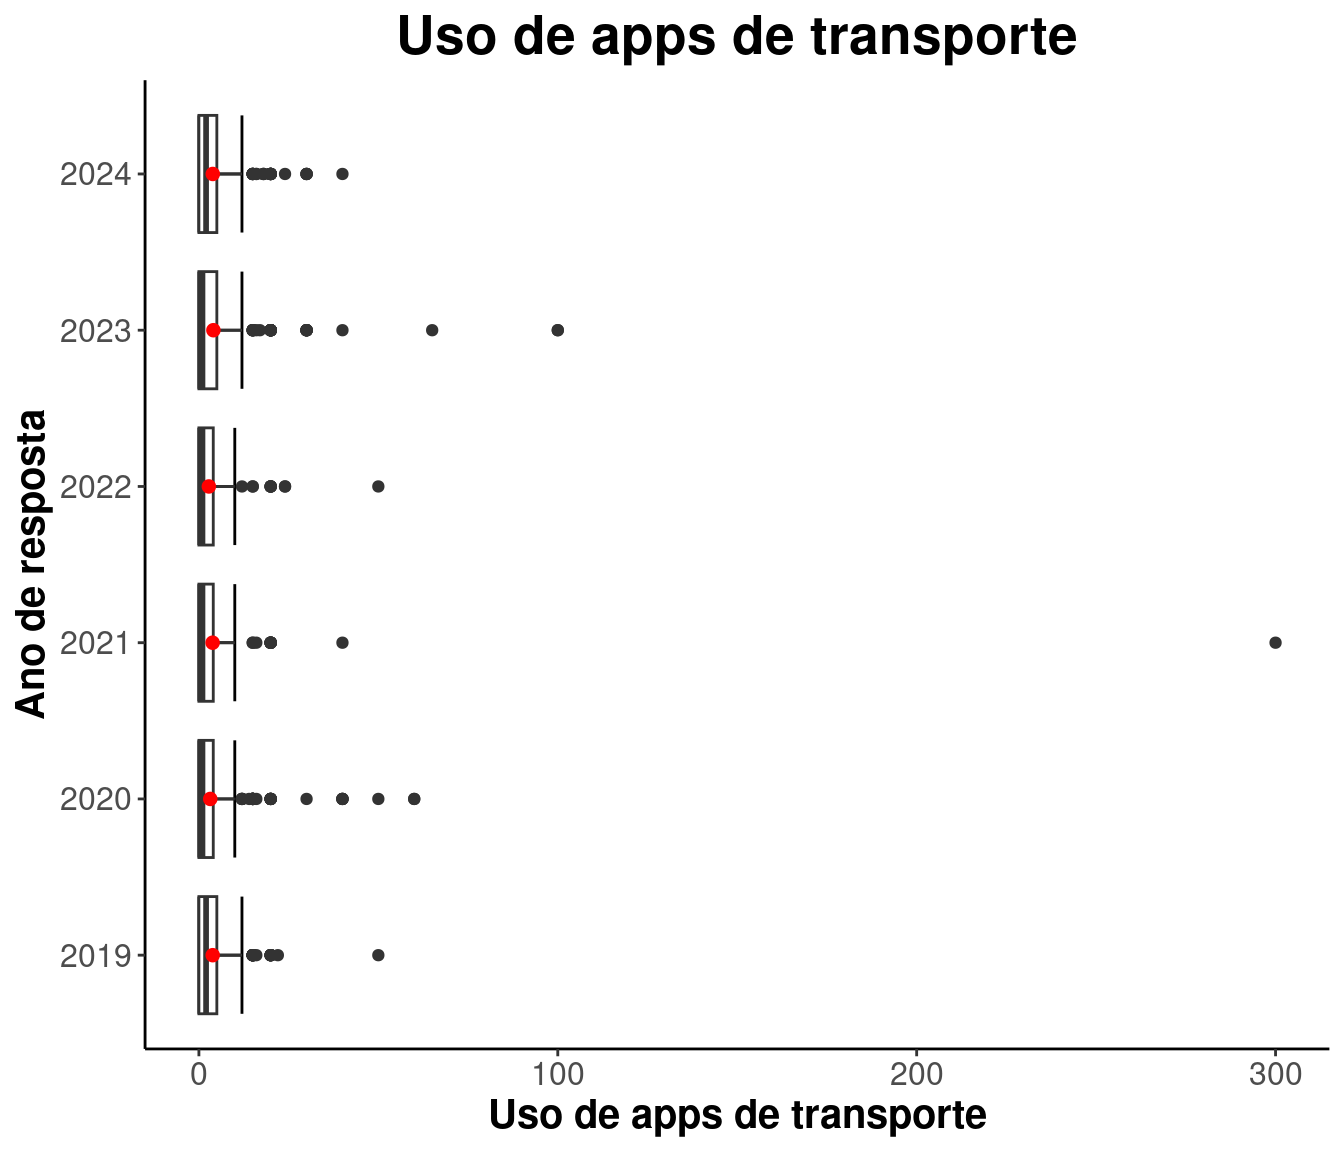 Uso de apps de transporte
Ano de resposta
2024
2023
2022
2021
2020
2019
0 100 200 300
Uso de apps de transporte